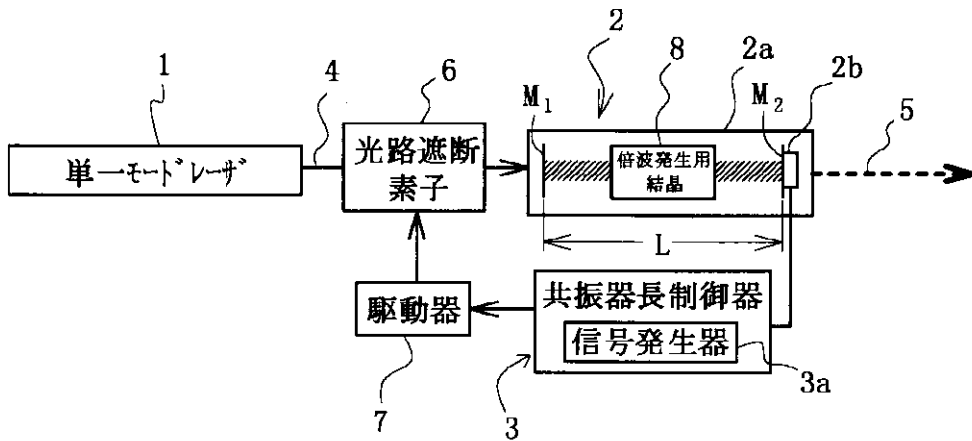 1
単一モードレーザ
4
6
光路遮断
素子
2
8
2a
2b
5
M1
M2
倍波発生用
結晶
L
駆動器
7
共振器長制御器
信号発生器
3
3a